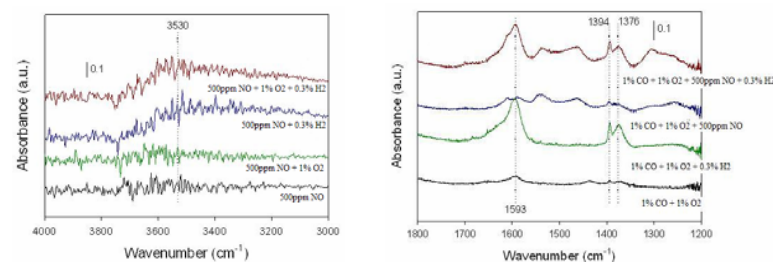 3530
0.1
500ppm NO + 1% O2 + 0.3% H2
500ppm NO + 0.3% H2
500ppm NO + 1% O2
500ppm NO
Absorbance (a.u.)
4000 3800 3600 3400 3200 3000
Wavenumber (cm-1)
1394 1376
0.1
1% CO + 1% O2 + 500ppm NO + 0.3% H2
1% CO + 1% O2 + 500ppm NO
1% CO + 1% O2 + 0.3% H2
1593
1% CO + 1% O2
Absorbance (a.u.)
1800 1700 1600 1500 1400 1300 1200
Wavenumber (cm-1)